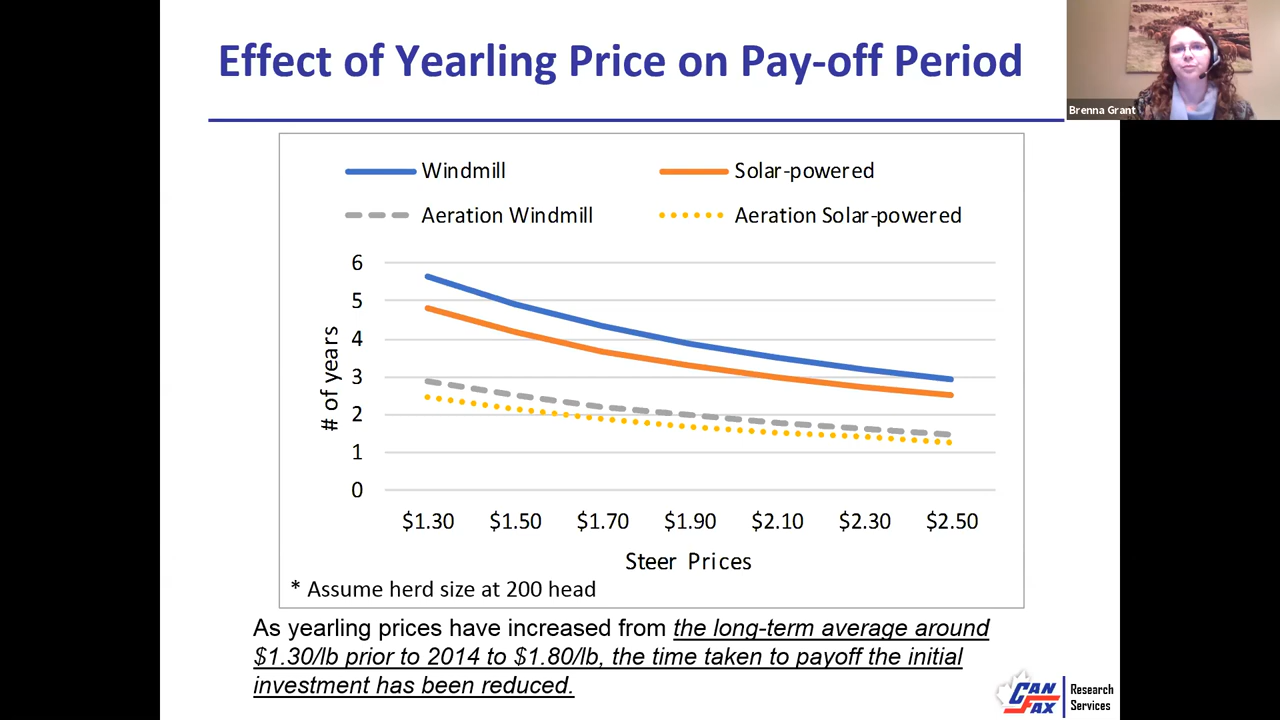 Effect of Yearling Price on Pay-off Period
Brenna Grant
Windmill
Solar-powered
Aeration Windmill
Aeration Solar-powered
# of years
6
5
4
3
2
1
0
$1.30 $1.50 $1.70 $1.90 $2.10 $2.30 $2.50
Steer Prices
* Assume herd size at 200 head
As yearling prices have increased from the long-term average around
$1.30/lb prior to 2014 to $1.80/lb, the time taken to payoff the initial
investment has been reduced.
CAN
FAX
Research
Services